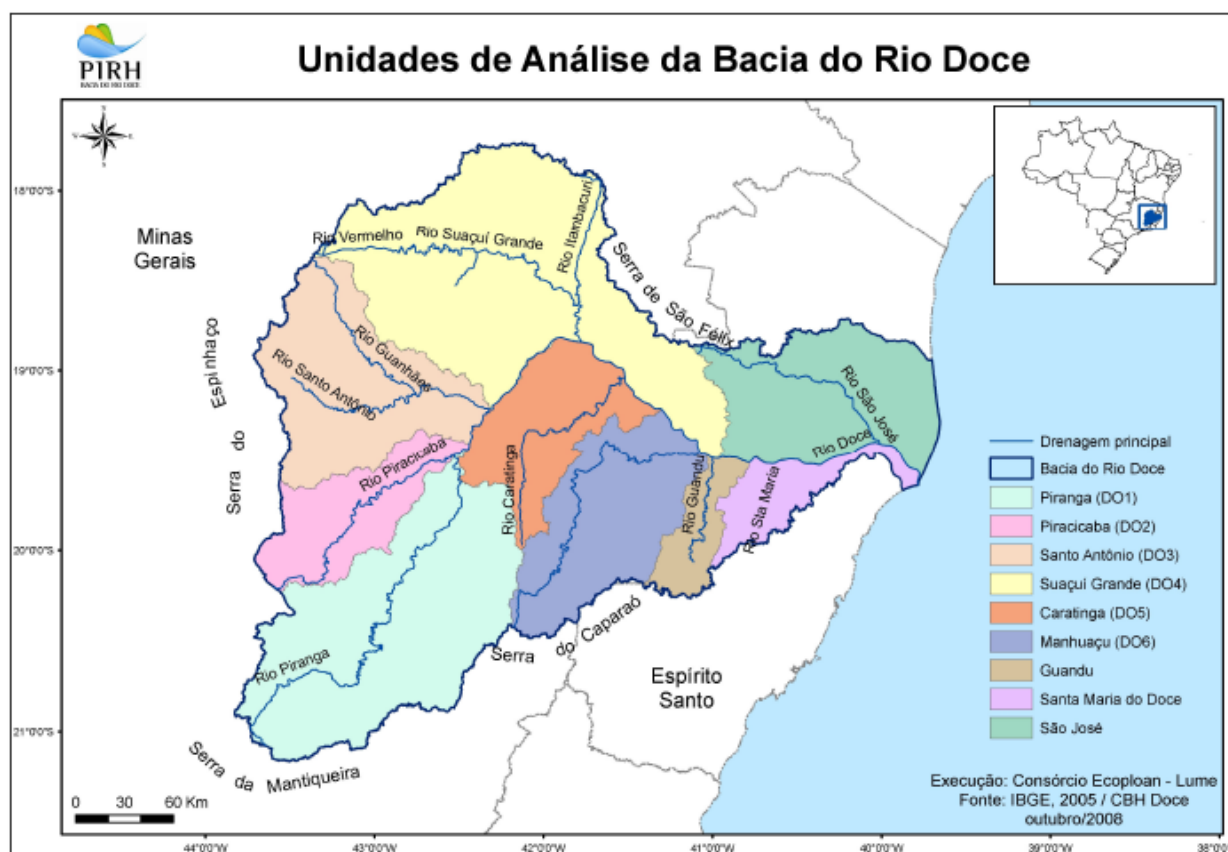 PIRH
BACIA DO RIO DOCE
Unidades de Análise da Bacia do Rio Doce
N
18°0'0"S
19°0'0"S
20°0'0"S
21°0'0"S
Minas
Gerais
Rio Vermelho
Rio Suaçuí Grande
Rio Itambacuri
Serra de São Félix
Serra do Espinhaço
Rio Guanhães
Rio Santo Antônio
Rio Piracicaba
Rio Caratinga
Rio Guandu
Rio Sta Maria
Rio Doce
Rio São José
Rio Piranga
Serra do Caparaó
Serra da Mantiqueira
Espírito
Santo
Drenagem principal
Bacia do Rio Doce
Piranga (DO1)
Piracicaba (DO2)
Santo Antônio (DO3)
Suaçuí Grande (DO4)
Caratinga (DO5)
Manhuaçu (DO6)
Guandu
Santa Maria do Doce
São José
Execução: Consórcio Ecoploan - Lume
Fonte: IBGE, 2005 / CBH Doce
outubro/2008
0 30 60 Km
44°0'0"W 43°0'0"W 42°0'0"W 41°0'0"W 40°0'0"W 39°0'0"W 38°0'0"W